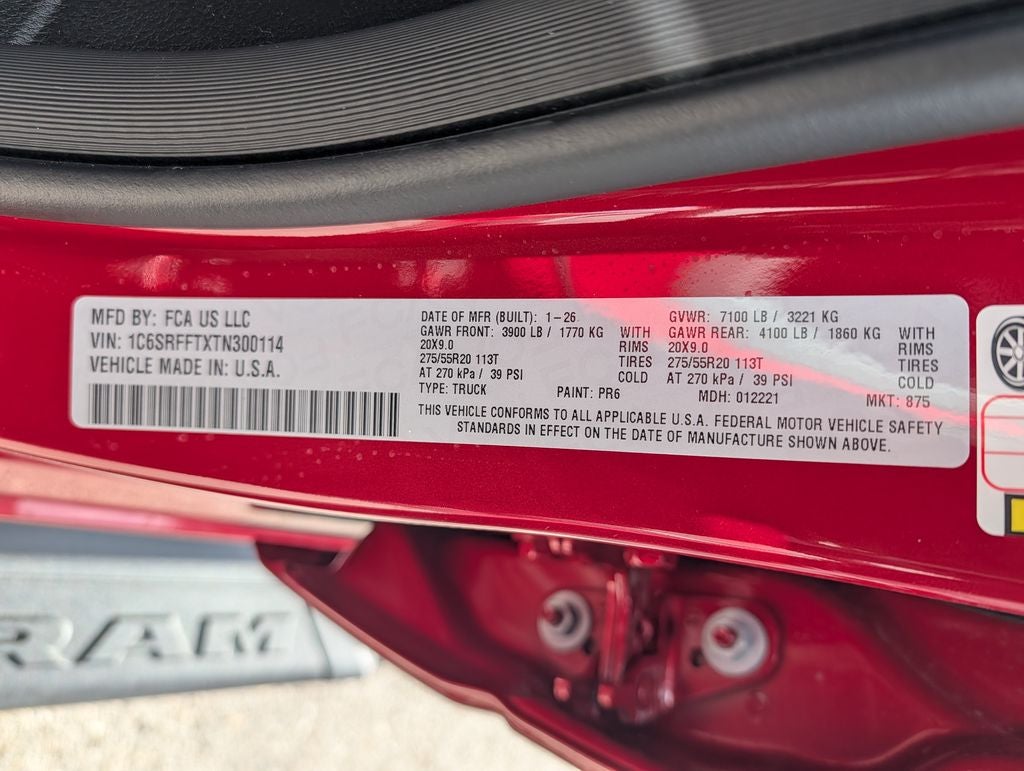 MFD BY: FCA US LLC
VIN: 1C6SRFFTXTN300114
VEHICLE MADE IN: U.S.A.
DATE OF MFR (BUILT): 1-26
GAWR FRONT: 3900 LB / 1770 KG WITH
20X9.0 RIMS
275/55R20 113T TIRES
AT 270 kPa / 39 PSI COLD
TYPE: TRUCK PAINT: PR6
GVWR: 7100 LB / 3221 KG
GAWR REAR: 4100 LB / 1860 KG WITH
20X9.0 RIMS
275/55R20 113T TIRES
AT 270 kPa / 39 PSI COLD
MDH: 012221 MKT: 875
THIS VEHICLE CONFORMS TO ALL APPLICABLE U.S.A. FEDERAL MOTOR VEHICLE SAFETY
STANDARDS IN EFFECT ON THE DATE OF MANUFACTURE SHOWN ABOVE.
RAM